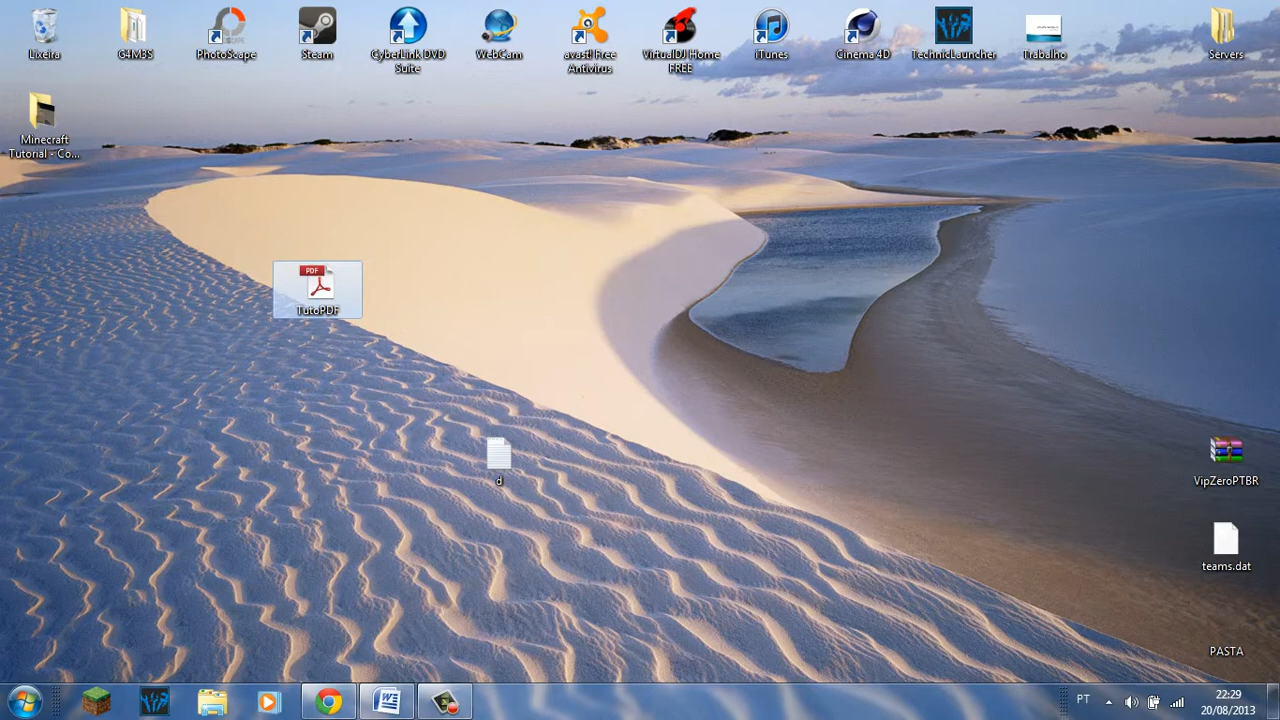 Lixeira
G4M3S
PhotoScape
Steam
CyberLink DVD
Suite
WebCam
avast! Free
Antivirus
VirtualDJ Home
FREE
iTunes
Cinema 4D
TechnicLauncher
Trabalho
Servers
Minecraft
Tutorial - Co...
PDF
TutoPDF
d
VipZeroPTBR
teams.dat
PASTA
PT
22:29
20/08/2013